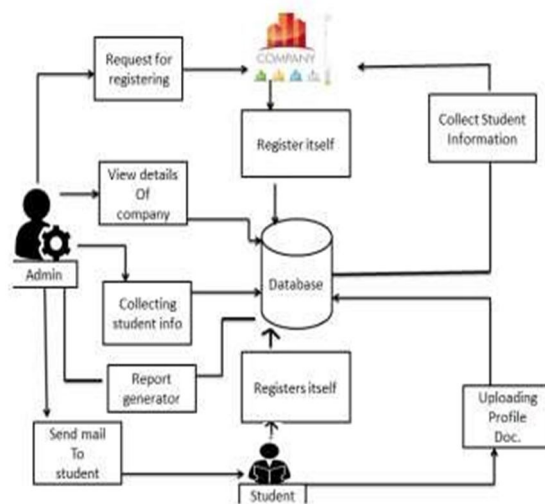 Request for
registering
COMPANY
Collect Student
Information
Register itself
View details
Of
company
Admin
Database
Collecting
student info
Report
generator
Registers itself
Uploading
Profile
Doc.
Send mail
To
student
Student